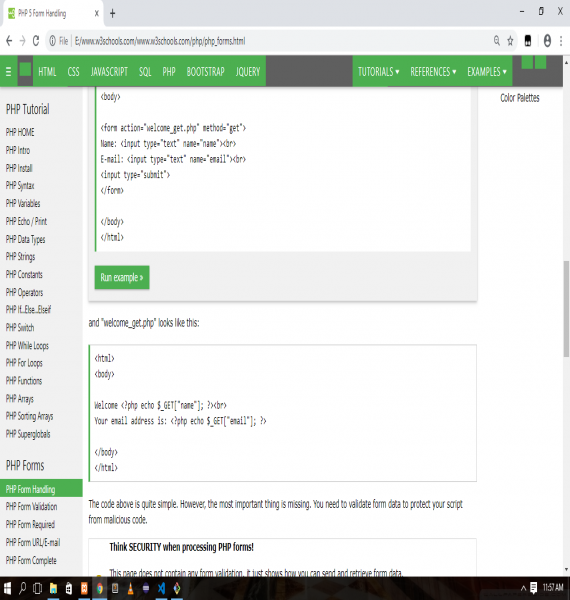 PHP 5 Form Handling
File | E:/www.w3schools.com/www.w3schools.com/php/php_forms.html
HTML CSS JAVASCRIPT SQL PHP BOOTSTRAP JQUERY TUTORIALS ▾ REFERENCES ▾ EXAMPLES ▾
PHP Tutorial
PHP HOME
PHP Intro
PHP Install
PHP Syntax
PHP Variables
PHP Echo / Print
PHP Data Types
PHP Strings
PHP Constants
PHP Operators
PHP If...Else...Elseif
PHP Switch
PHP While Loops
PHP For Loops
PHP Functions
PHP Arrays
PHP Sorting Arrays
PHP Superglobals
PHP Forms
PHP Form Handling
PHP Form Validation
PHP Form Required
PHP Form URL/E-mail
PHP Form Complete
<body>
<form action="welcome_get.php" method="get">
Name: <input type="text" name="name"><br>
E-mail: <input type="text" name="email"><br>
<input type="submit">
</form>
</body>
</html>
Run example »
and "welcome_get.php" looks like this:
<html>
<body>
Welcome <?php echo $_GET["name"]; ?><br>
Your email address is: <?php echo $_GET["email"]; ?>
</body>
</html>
The code above is quite simple. However, the most important thing is missing. You need to validate form data to protect your script
from malicious code.
Think SECURITY when processing PHP forms!
This page does not contain any form validation, it just shows how you can send and retrieve form data.
Color Palettes
11:57 AM